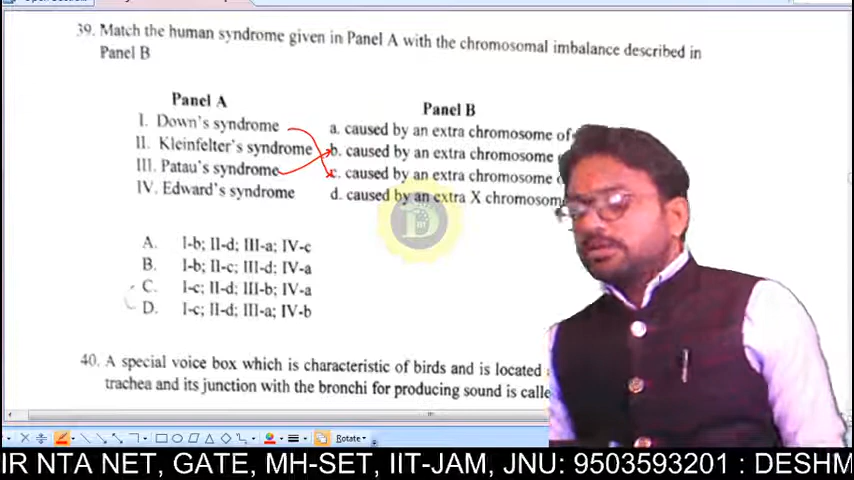 39. Match the human syndrome given in Panel A with the chromosomal imbalance described in
Panel B
Panel A
I. Down's syndrome
II. Kleinfelter's syndrome
III. Patau's syndrome
IV. Edward's syndrome
Panel B
a. caused by an extra chromosome of
b. caused by an extra chromosome
c. caused by an extra chromosome
d. caused by an extra X chromosom
A. I-b; II-d; III-a; IV-c
B. I-b; II-c; III-d; IV-a
C. I-c; II-d; III-b; IV-a
D. I-c; II-d; III-a; IV-b
40. A special voice box which is characteristic of birds and is located
trachea and its junction with the bronchi for producing sound is calle
Rotate
IR NTA NET, GATE, MH-SET, IIT-JAM, JNU: 9503593201 : DESHM